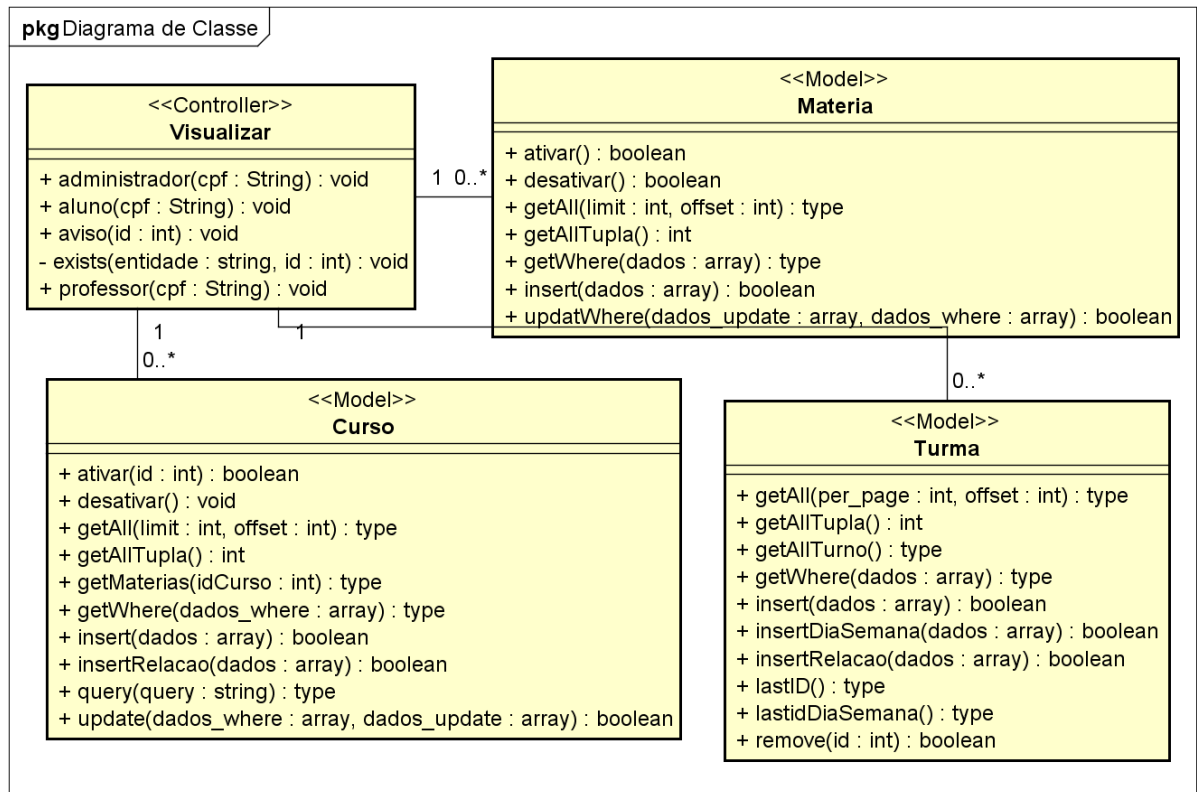 pkg Diagrama de Classe
<<Controller>>
Visualizar
+ administrador(cpf : String) : void
+ aluno(cpf : String) : void
+ aviso(id : int) : void
- exists(entidade : string, id : int) : void
+ professor(cpf : String) : void
1 0..*
<<Model>>
Materia
+ ativar() : boolean
+ desativar() : boolean
+ getAll(limit : int, offset : int) : type
+ getAllTupla() : int
+ getWhere(dados : array) : type
+ insert(dados : array) : boolean
+ updatWhere(dados_update : array, dados_where : array) : boolean
1
0..*
1
0..*
<<Model>>
Curso
+ ativar(id : int) : boolean
+ desativar() : void
+ getAll(limit : int, offset : int) : type
+ getAllTupla() : int
+ getMaterias(idCurso : int) : type
+ getWhere(dados_where : array) : type
+ insert(dados : array) : boolean
+ insertRelacao(dados : array) : boolean
+ query(query : string) : type
+ update(dados_where : array, dados_update : array) : boolean
<<Model>>
Turma
+ getAll(per_page : int, offset : int) : type
+ getAllTupla() : int
+ getAllTurno() : type
+ getWhere(dados : array) : type
+ insert(dados : array) : boolean
+ insertDiaSemana(dados : array) : boolean
+ insertRelacao(dados : array) : boolean
+ lastID() : type
+ lastidDiaSemana() : type
+ remove(id : int) : boolean